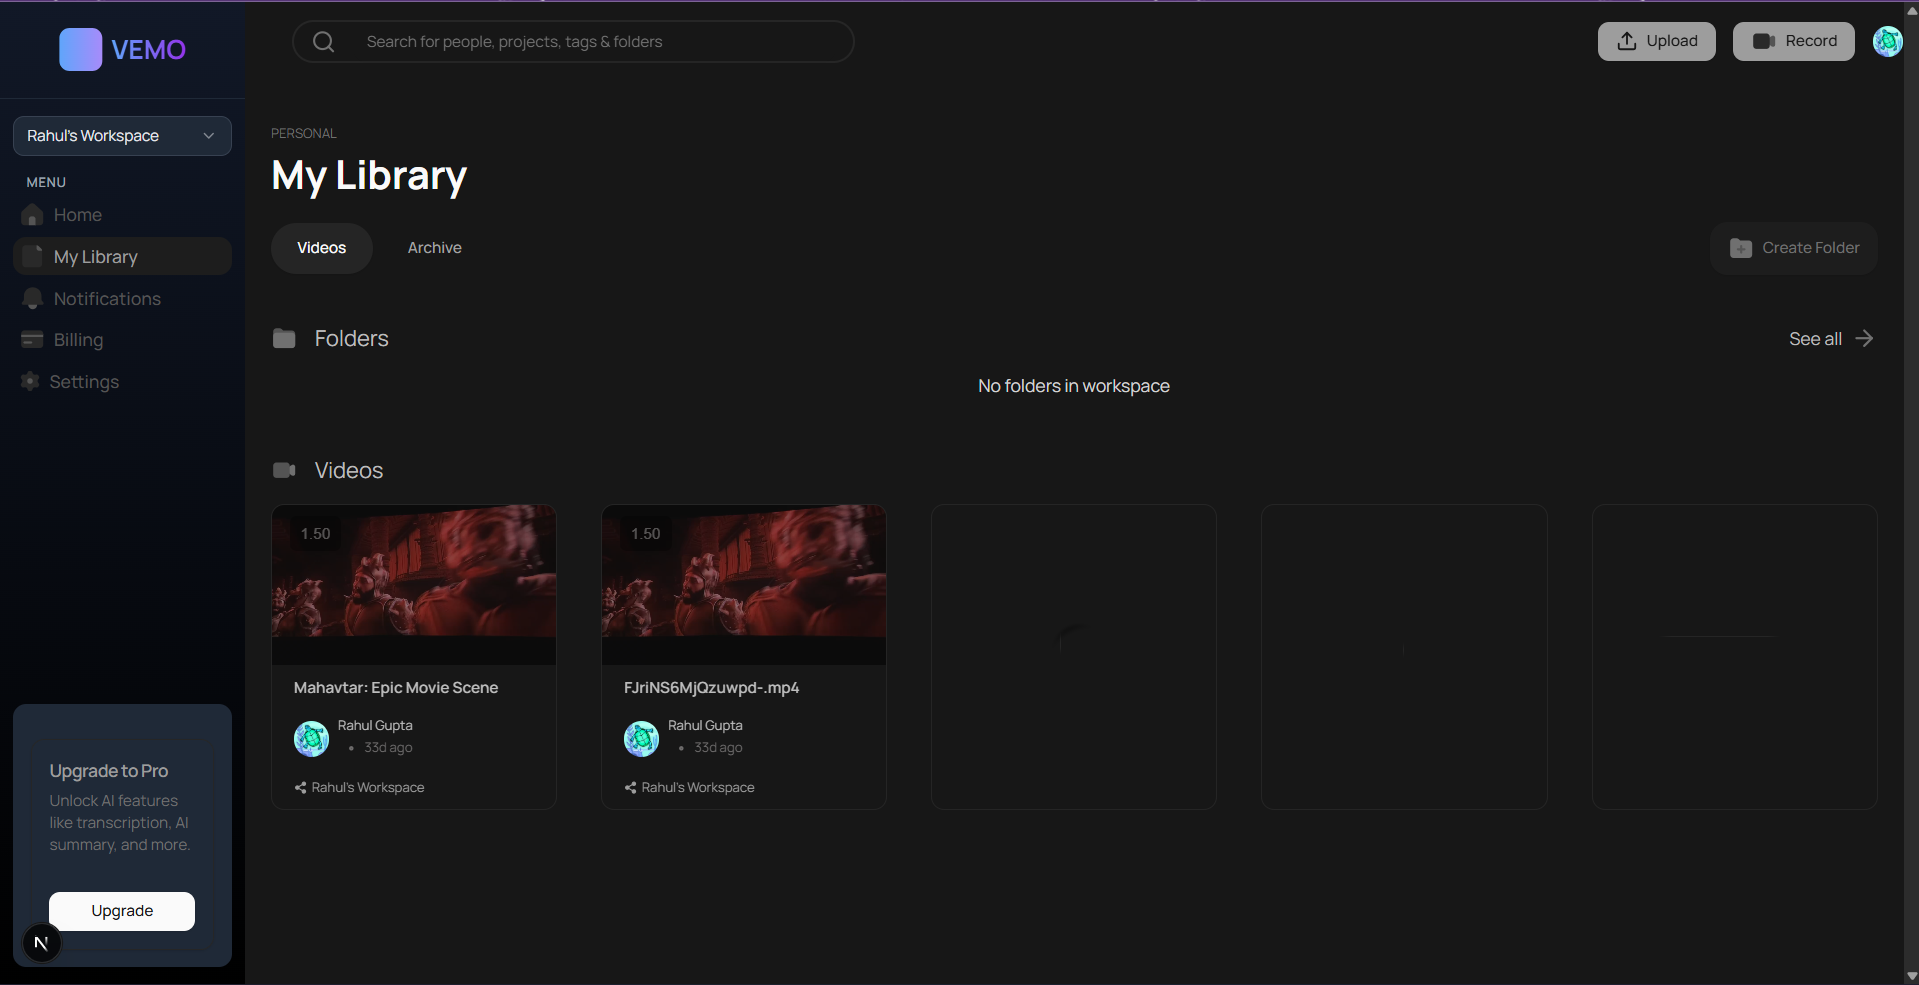 VEMO
Search for people, projects, tags & folders
Upload
Record
Rahul's Workspace
MENU
Home
My Library
Notifications
Billing
Settings
Upgrade to Pro
Unlock AI features
like transcription, AI
summary, and more.
Upgrade
N
PERSONAL
My Library
Videos
Archive
Create Folder
Folders
See all
No folders in workspace
Videos
1.50
Mahavtar: Epic Movie Scene
Rahul Gupta
• 33d ago
Rahul's Workspace
1.50
FJriNS6MjQzuwpd-.mp4
Rahul Gupta
• 33d ago
Rahul's Workspace